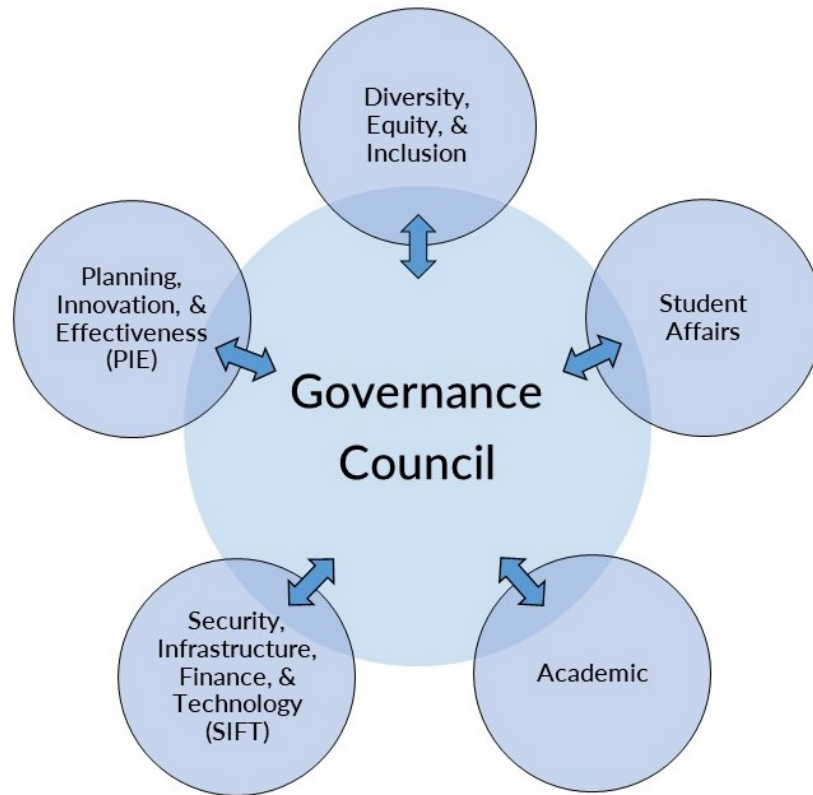 Diversity,
Equity, &
Inclusion
Planning,
Innovation, &
Effectiveness
(PIE)
Student
Affairs
Governance
Council
Security,
Infrastructure,
Finance, &
Technology
(SIFT)
Academic